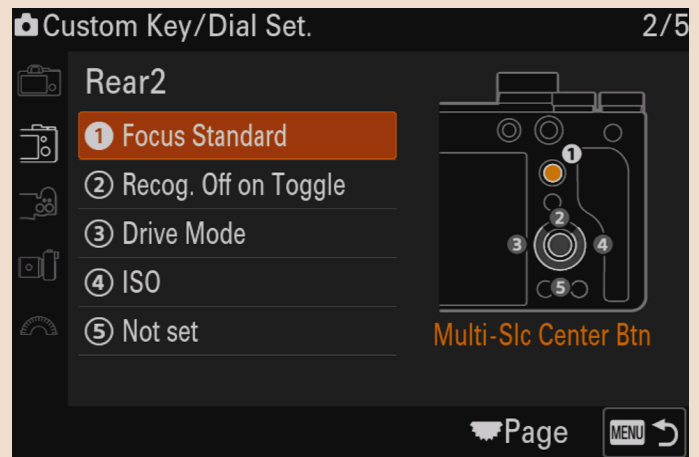 Custom Key/Dial Set. 2/5
Rear2
1 Focus Standard
2 Recog. Off on Toggle
3 Drive Mode
4 ISO
5 Not set
1
2
3 4
5
Multi-Slc Center Btn
Page MENU